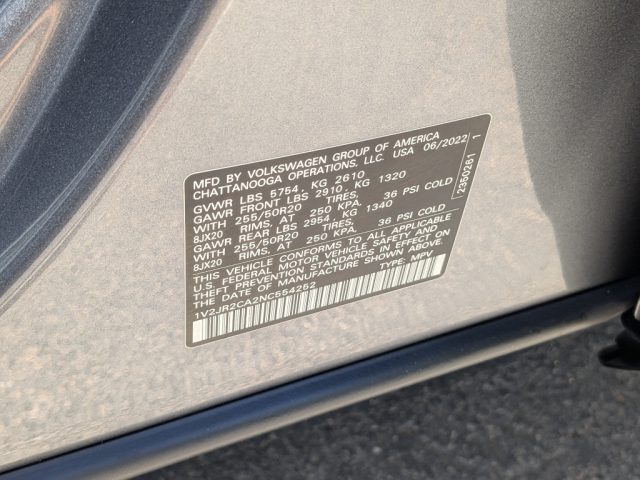 MFD BY VOLKSWAGEN GROUP OF AMERICA
CHATTANOOGA OPERATIONS, LLC. USA 06/2022
GVWR LBS 5754, KG 2610
GAWR FRONT LBS 2910, KG 1320
WITH 255/50R20 TIRES,
8JX20 RIMS, AT 250 KPA, 36 PSI COLD
GAWR REAR LBS 2954, KG 1340
WITH 255/50R20 TIRES,
8JX20 RIMS, AT 250 KPA, 36 PSI COLD
THIS VEHICLE CONFORMS TO ALL APPLICABLE
FEDERAL MOTOR VEHICLE SAFETY AND
THEFT PREVENTION STANDARDS IN EFFECT ON
THE DATE OF MANUFACTURE SHOWN ABOVE.
1V2JR2CA2NC554252 TYPE: MPV
2350281 1